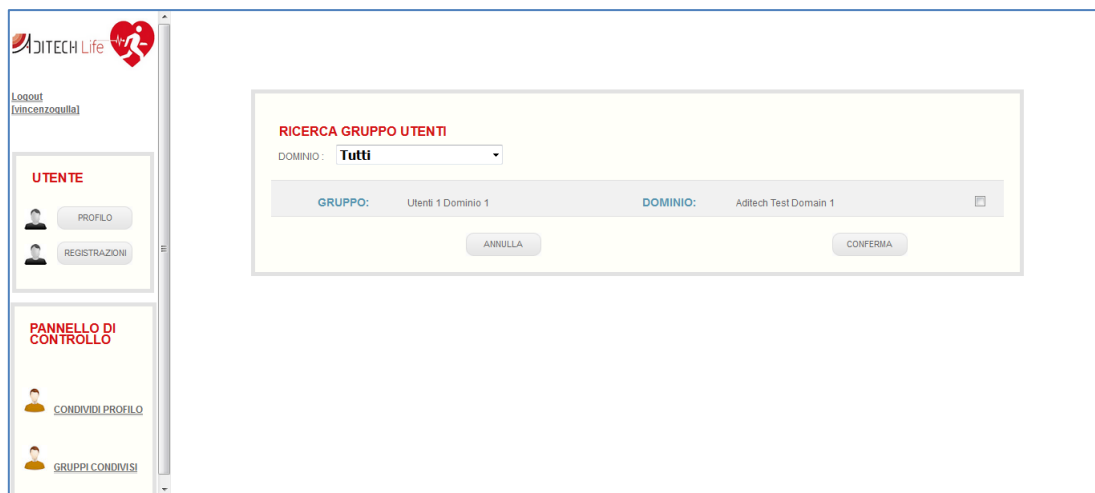 ADITECH Life
Logout
[vincenzogulla]
UTENTE
PROFILO
REGISTRAZIONI
PANNELLO DI
CONTROLLO
CONDIVIDI PROFILO
GRUPPI CONDIVISI
RICERCA GRUPPO UTENTI
DOMINIO : Tutti
GRUPPO: Utenti 1 Dominio 1 DOMINIO: Aditech Test Domain 1
ANNULLA CONFERMA